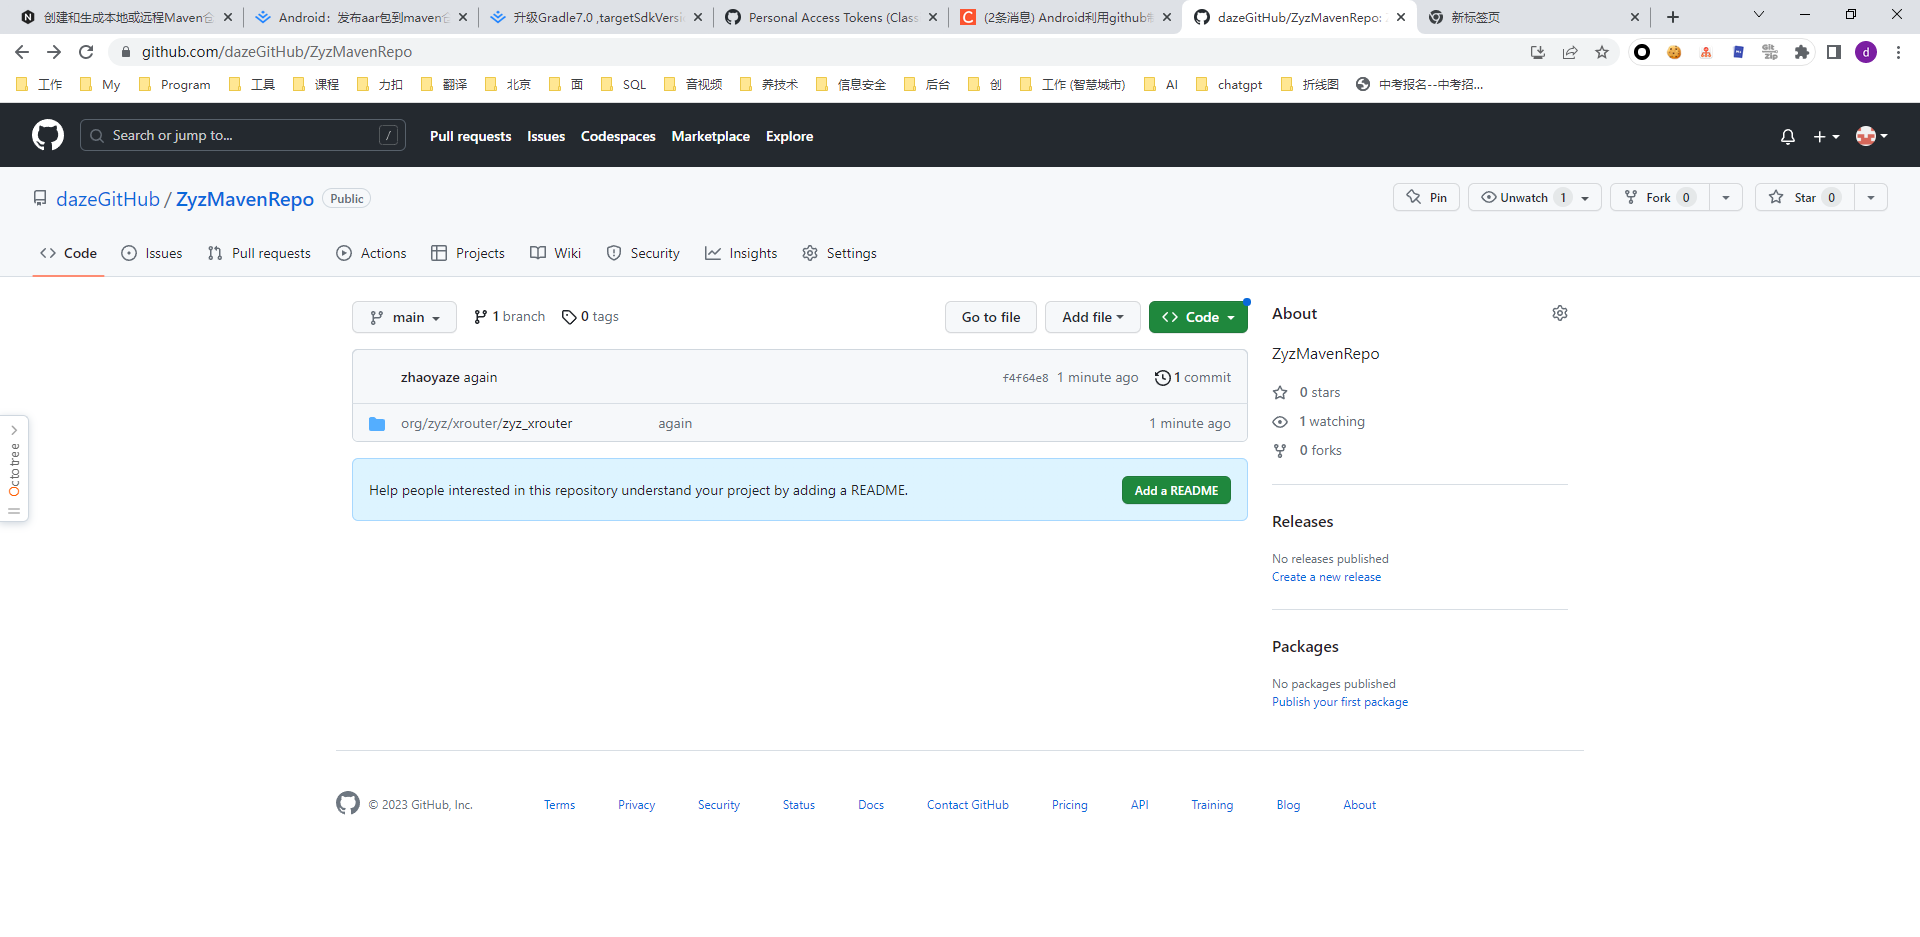 创建和生成本地或远程Maven仓
Android：发布aar包到maven仓
升级Gradle7.0 ,targetSdkVersi
Personal Access Tokens (Class
(2条消息) Android利用github
dazeGitHub/ZyzMavenRepo:
新标签页
github.com/dazeGitHub/ZyzMavenRepo
Git Zip
d
工作 My Program 工具 课程 力扣 翻译 北京 面 SQL 音视频 养技术 信息安全 后台 创 工作 (智慧城市) AI chatgpt 折线图 中考报名--中考招...
Search or jump to... /
Pull requests Issues Codespaces Marketplace Explore
dazeGitHub / ZyzMavenRepo Public
Pin Unwatch 1 Fork 0 Star 0
Code Issues Pull requests Actions Projects Wiki Security Insights Settings
main 1 branch 0 tags Go to file Add file Code
zhaoyaze again f4f64e8 1 minute ago 1 commit
org/zyz/xrouter/zyz_xrouter again 1 minute ago
Help people interested in this repository understand your project by adding a README. Add a README
Octotree
About
ZyzMavenRepo
0 stars
1 watching
0 forks
Releases
No releases published
Create a new release
Packages
No packages published
Publish your first package
© 2023 GitHub, Inc. Terms Privacy Security Status Docs Contact GitHub Pricing API Training Blog About